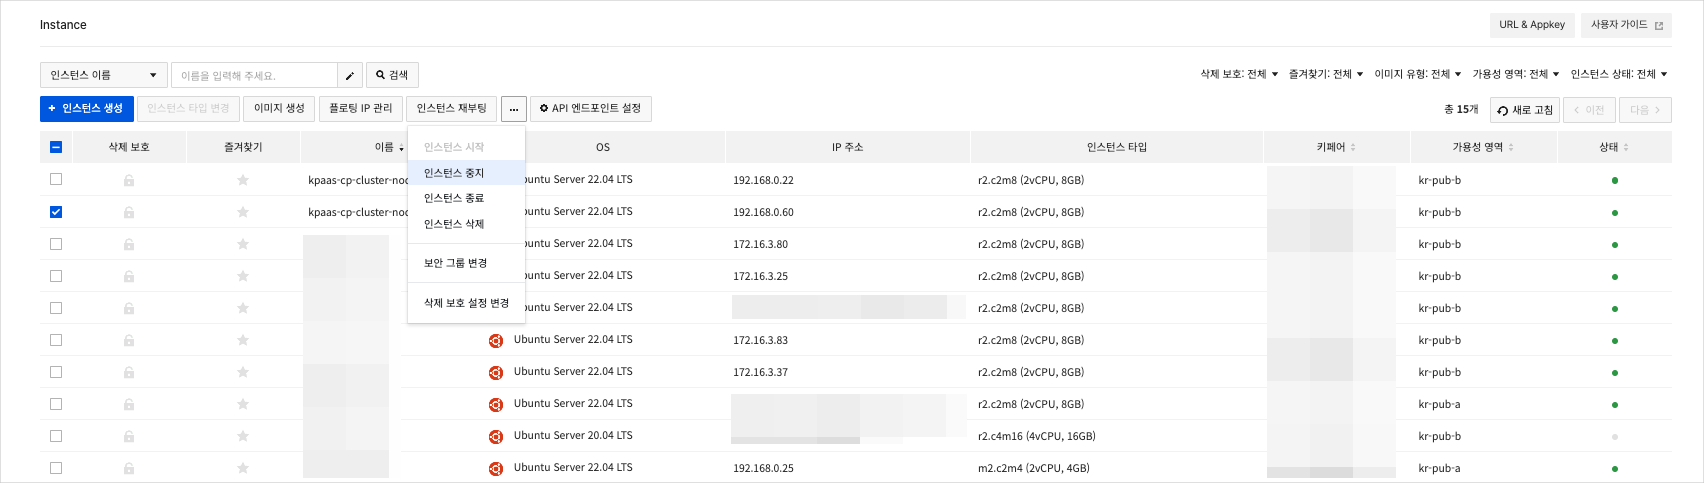 Instance
URL & Appkey
사용자 가이드
인스턴스 이름
이름을 입력해 주세요.
검색
삭제 보호: 전체
즐겨찾기: 전체
이미지 유형: 전체
가용성 영역: 전체
인스턴스 상태: 전체
+ 인스턴스 생성
인스턴스 타입 변경
이미지 생성
플로팅 IP 관리
인스턴스 재부팅
...
API 엔드포인트 설정
총 15개
새로 고침
< 이전
다음 >
삭제 보호 즐겨찾기 이름 OS IP 주소 인스턴스 타입 키페어 가용성 영역 상태
인스턴스 시작
인스턴스 중지
인스턴스 종료
인스턴스 삭제
보안 그룹 변경
삭제 보호 설정 변경
kpaas-cp-cluster-nod buntu Server 22.04 LTS 192.168.0.22 r2.c2m8 (2vCPU, 8GB) kr-pub-b
kpaas-cp-cluster-nod buntu Server 22.04 LTS 192.168.0.60 r2.c2m8 (2vCPU, 8GB) kr-pub-b
buntu Server 22.04 LTS 172.16.3.80 r2.c2m8 (2vCPU, 8GB) kr-pub-b
buntu Server 22.04 LTS 172.16.3.25 r2.c2m8 (2vCPU, 8GB) kr-pub-b
buntu Server 22.04 LTS r2.c2m8 (2vCPU, 8GB) kr-pub-b
Ubuntu Server 22.04 LTS 172.16.3.83 r2.c2m8 (2vCPU, 8GB) kr-pub-b
Ubuntu Server 22.04 LTS 172.16.3.37 r2.c2m8 (2vCPU, 8GB) kr-pub-b
Ubuntu Server 22.04 LTS r2.c2m8 (2vCPU, 8GB) kr-pub-a
Ubuntu Server 20.04 LTS r2.c4m16 (4vCPU, 16GB) kr-pub-b
Ubuntu Server 22.04 LTS 192.168.0.25 m2.c2m4 (2vCPU, 4GB) kr-pub-a